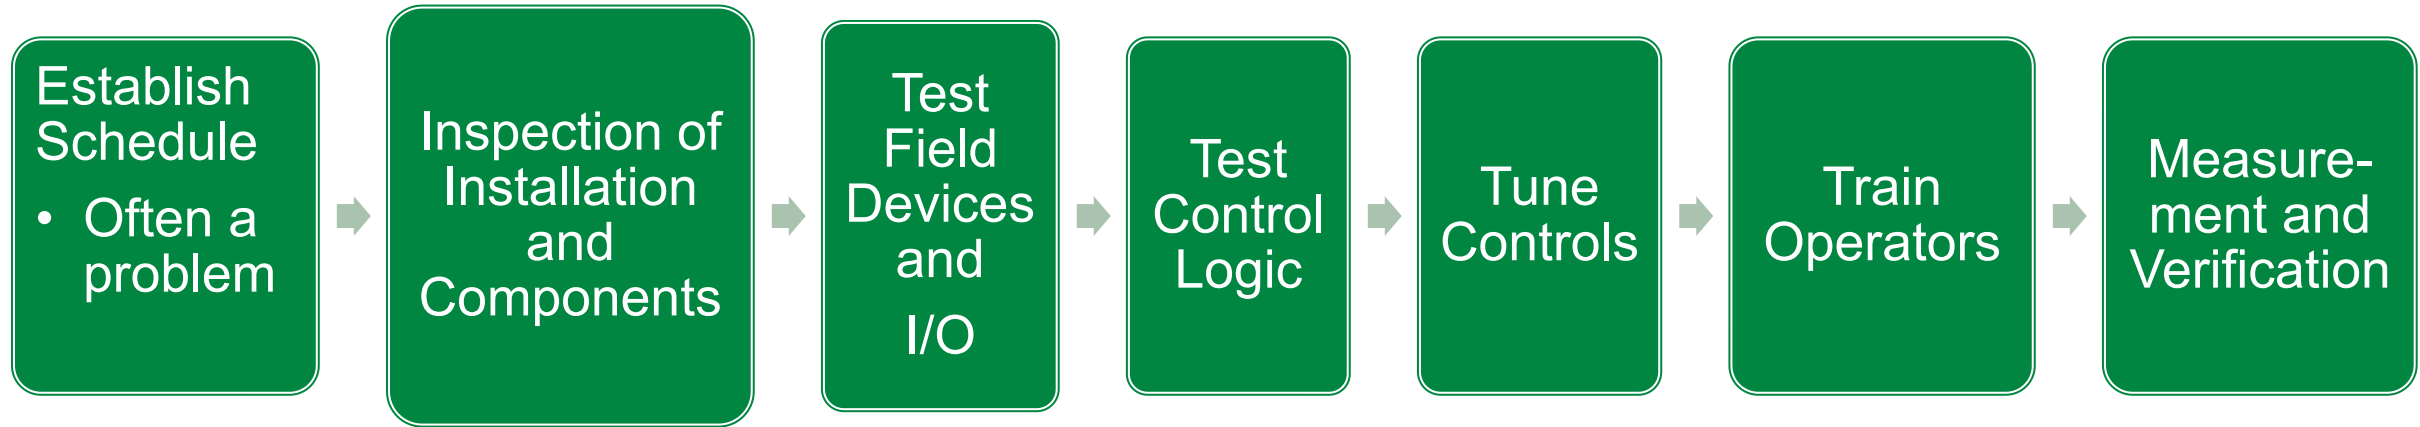 Establish
Schedule
• Often a
problem
Inspection of
Installation
and
Components
Test
Field
Devices
and
I/O
Test
Control
Logic
Tune
Controls
Train
Operators
Measure-
ment and
Verification